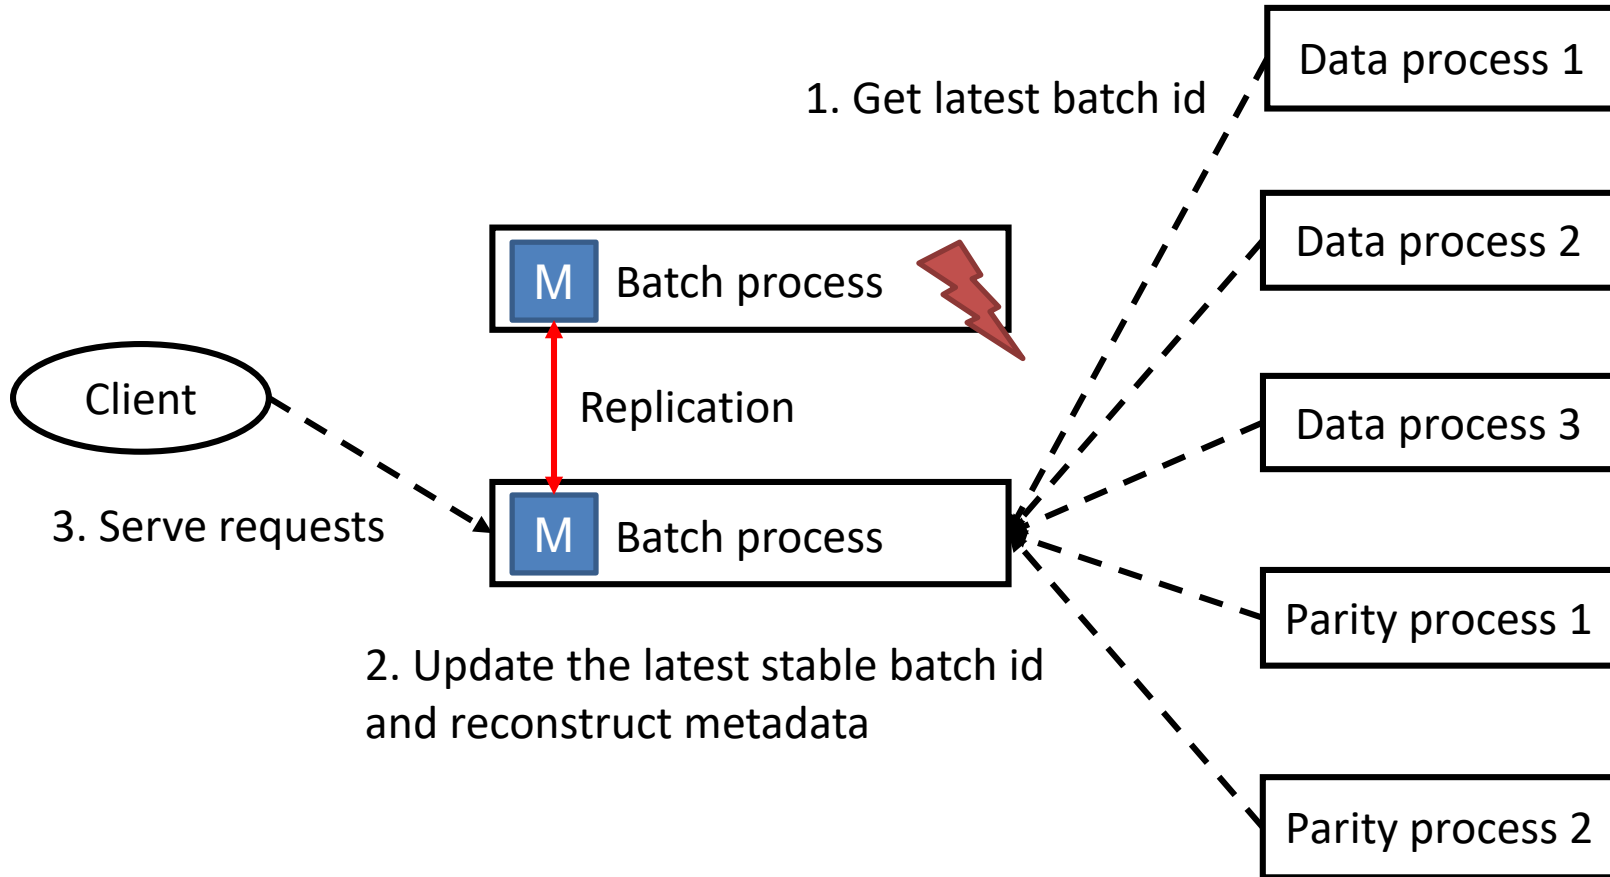 Data process 1
1. Get latest batch id
Data process 2
M Batch process
Data process 3
Client
Replication
3. Serve requests
M Batch process
Parity process 1
2. Update the latest stable batch id
and reconstruct metadata
Parity process 2